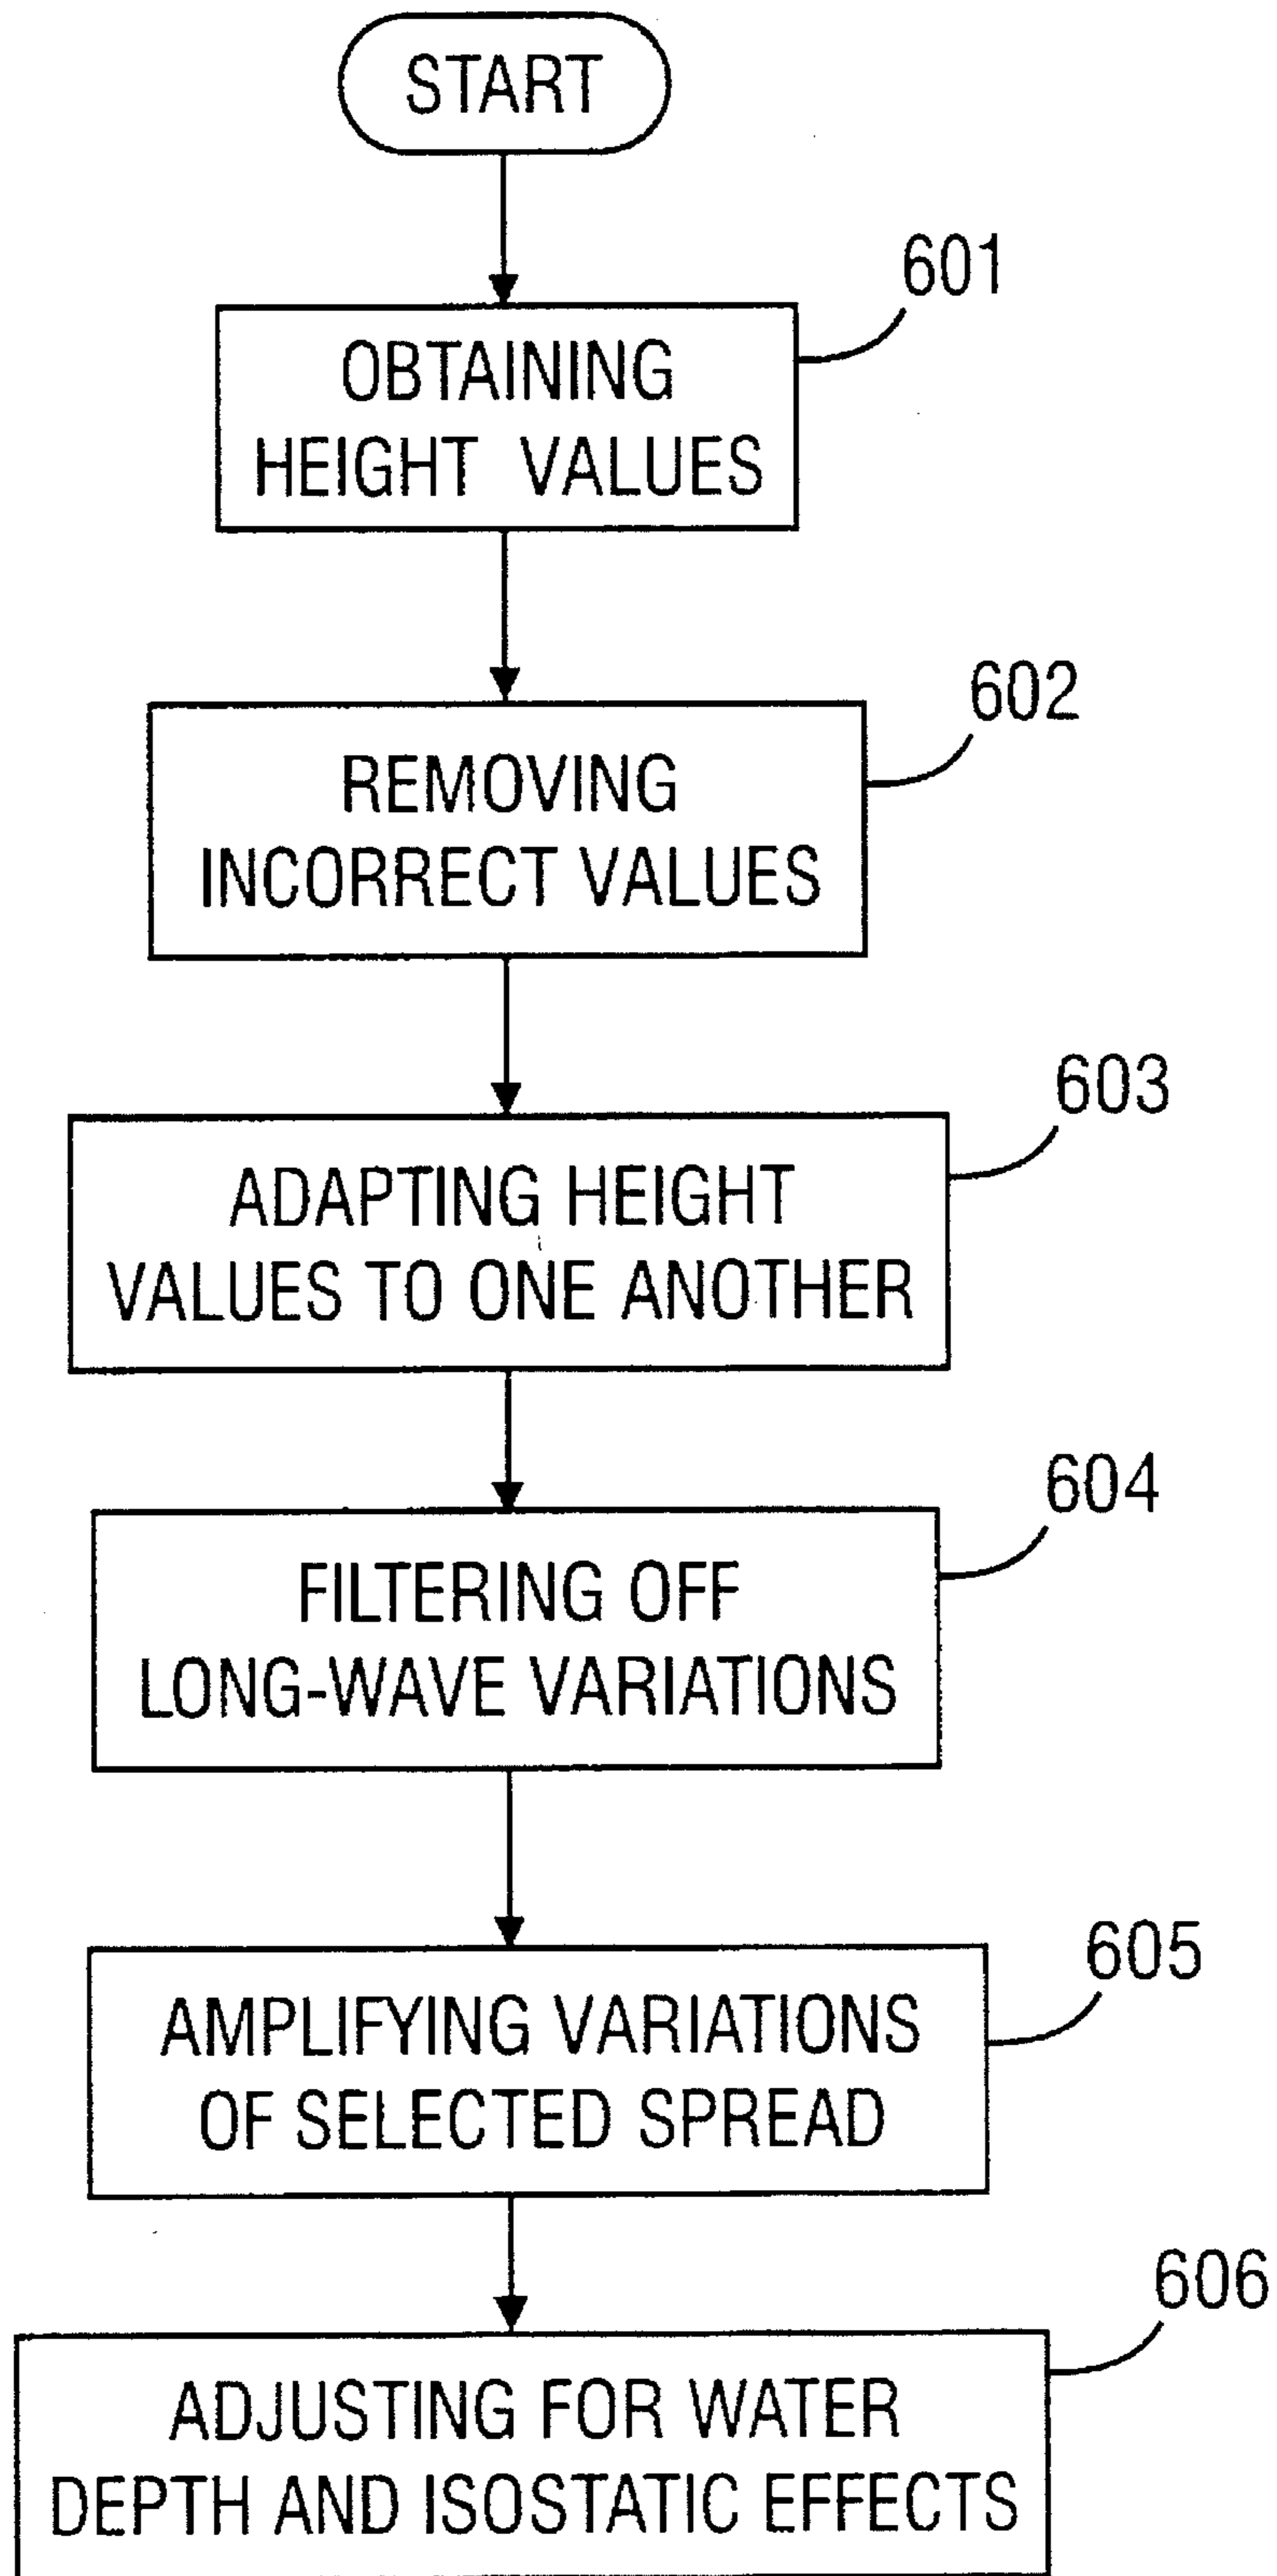 START
601
OBTAINING
HEIGHT VALUES
602
REMOVING
INCORRECT VALUES
603
ADAPTING HEIGHT
VALUES TO ONE ANOTHER
604
FILTERING OFF
LONG-WAVE VARIATIONS
605
AMPLIFYING VARIATIONS
OF SELECTED SPREAD
606
ADJUSTING FOR WATER
DEPTH AND ISOSTATIC EFFECTS